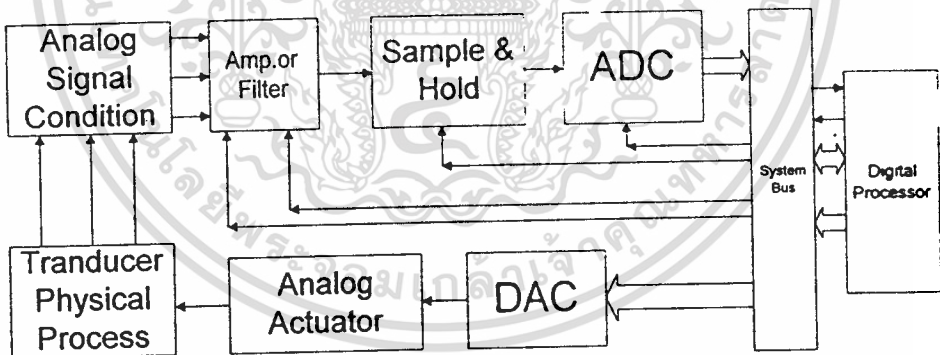 Analog
Signal
Condition
Amp.or
Filter
Sample &
Hold
ADC
System
Bus
Digital
Processor
Tranducer
Physical
Process
Analog
Actuator
DAC